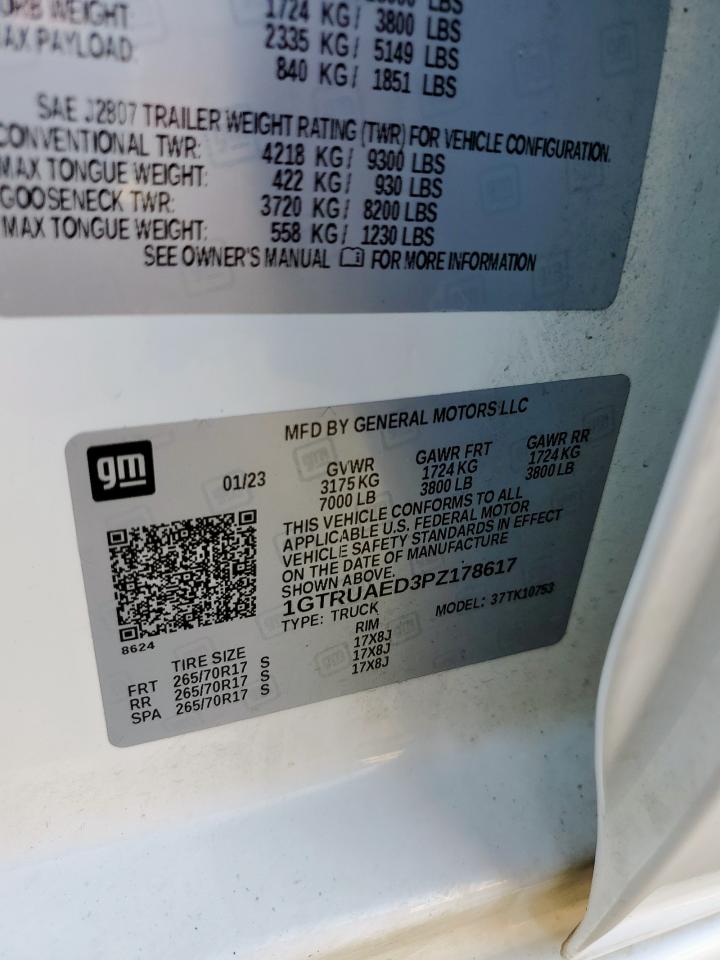 KG/ LBS
WEIGHT: 1724 KG/ 3800 LBS
MAX PAYLOAD: 2335 KG/ 5149 LBS
840 KG/ 1851 LBS
SAE J2807 TRAILER WEIGHT RATING (TWR) FOR VEHICLE CONFIGURATION.
CONVENTIONAL TWR: 4218 KG/ 9300 LBS
MAX TONGUE WEIGHT: 422 KG/ 930 LBS
GOOSENECK TWR: 3720 KG/ 8200 LBS
MAX TONGUE WEIGHT: 558 KG/ 1230 LBS
SEE OWNER'S MANUAL FOR MORE INFORMATION
gm
MFD BY GENERAL MOTORS LLC
01/23
GVWR GAWR FRT GAWR RR
3175 KG 1724 KG 1724 KG
7000 LB 3800 LB 3800 LB
THIS VEHICLE CONFORMS TO ALL
APPLICABLE U.S. FEDERAL MOTOR
VEHICLE SAFETY STANDARDS IN EFFECT
ON THE DATE OF MANUFACTURE
SHOWN ABOVE.
1GTRUAED3PZ178617
TYPE: TRUCK MODEL: 37TK10753
8624
TIRE SIZE RIM
FRT 265/70R17 S 17X8J
RR 265/70R17 S 17X8J
SPA 265/70R17 S 17X8J